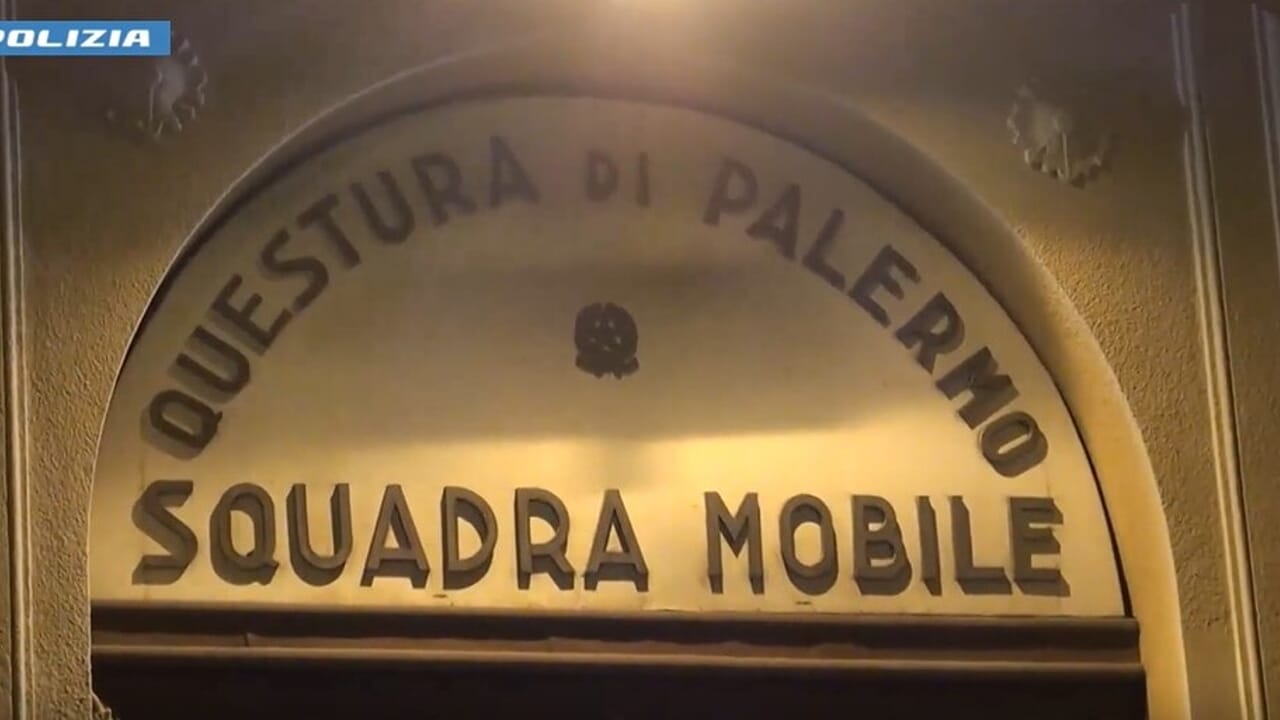 POLIZIA
QUESTURA DI PALERMO
SQUADRA MOBILE